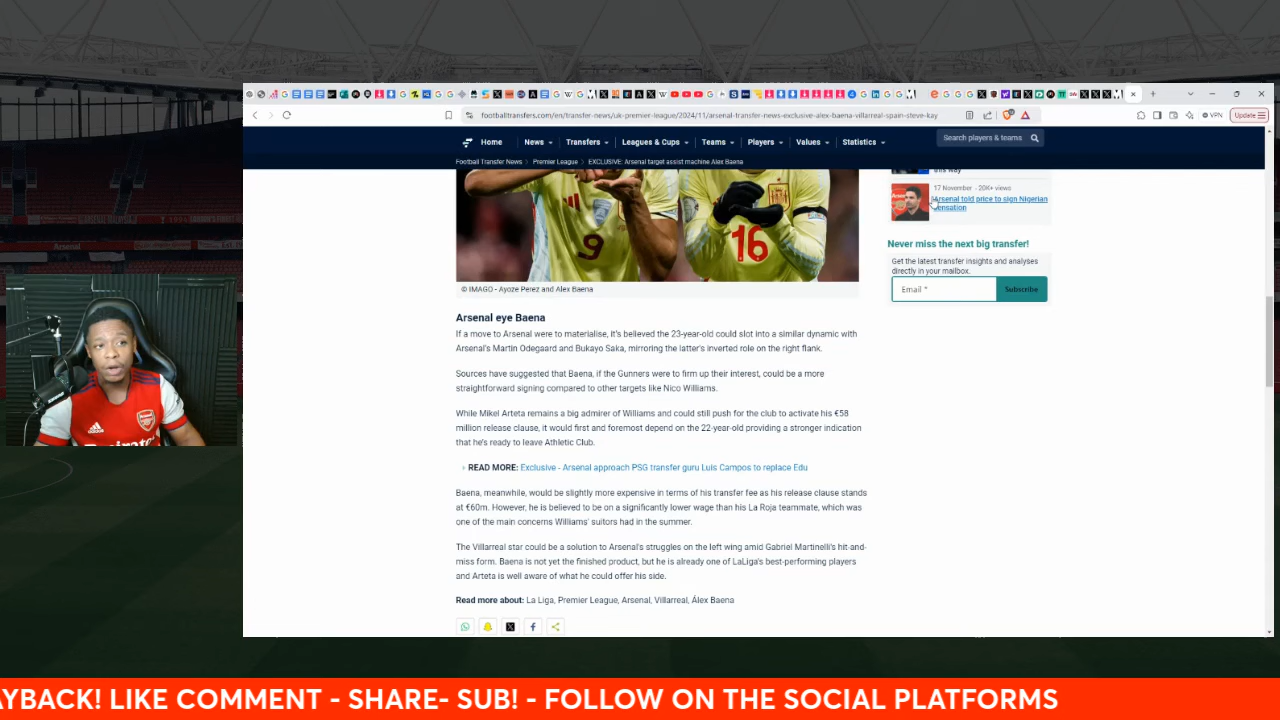 footballtransfers.com/en/transfer-news/uk-premier-league/2024/11/arsenal-transfer-news-exclusive-alex-baena-villarreal-spain-steve-kay
VPN
Update
Home
News
Transfers
Leagues & Cups
Teams
Players
Values
Statistics
Search players & teams
Football Transfer News
Premier League
EXCLUSIVE: Arsenal target assist machine Alex Baena
9
16
this way
17 November - 20K+ views
Arsenal told price to sign Nigerian
sensation
Never miss the next big transfer!
Get the latest transfer insights and analyses
directly in your mailbox.
Email *
Subscribe
© IMAGO - Ayoze Perez and Alex Baena
Arsenal eye Baena
If a move to Arsenal were to materialise, it's believed the 23-year-old could slot into a similar dynamic with
Arsenal's Martin Odegaard and Bukayo Saka, mirroring the latter's inverted role on the right flank.
Sources have suggested that Baena, if the Gunners were to firm up their interest, could be a more
straightforward signing compared to other targets like Nico Williams.
While Mikel Arteta remains a big admirer of Williams and could still push for the club to activate his €58
million release clause, it would first and foremost depend on the 22-year-old providing a stronger indication
that he's ready to leave Athletic Club.
READ MORE: Exclusive - Arsenal approach PSG transfer guru Luis Campos to replace Edu
Baena, meanwhile, would be slightly more expensive in terms of his transfer fee as his release clause stands
at €60m. However, he is believed to be on a significantly lower wage than his La Roja teammate, which was
one of the main concerns Williams' suitors had in the summer.
The Villarreal star could be a solution to Arsenal's struggles on the left wing amid Gabriel Martinelli's hit-and-
miss form. Baena is not yet the finished product, but he is already one of LaLiga's best-performing players
and Arteta is well aware of what he could offer his side.
Read more about: La Liga, Premier League, Arsenal, Villarreal, Álex Baena
Arsenal
AYBACK! LIKE COMMENT - SHARE- SUB! - FOLLOW ON THE SOCIAL PLATFORMS